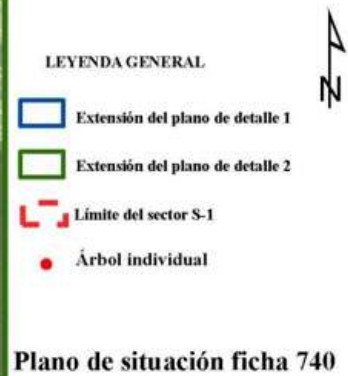 LEYENDA GENERAL
N
Extensión del plano de detalle 1
Extensión del plano de detalle 2
Límite del sector S-1
Árbol individual
Plano de situación ficha 740